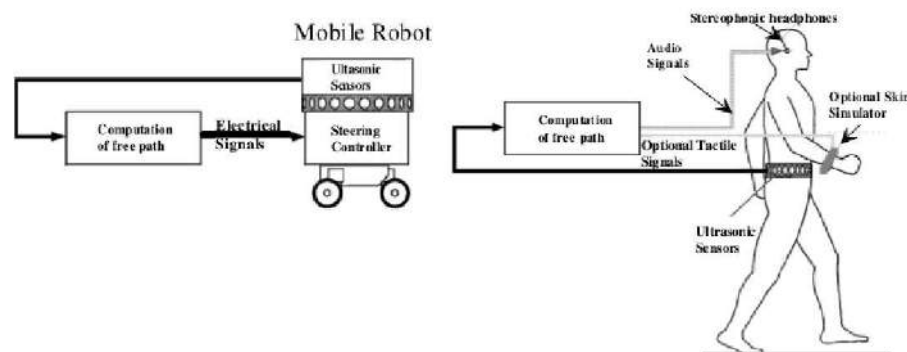 Mobile Robot
Ultasonic
Sensors
Computation
of free path
Electrical
Signals
Steering
Controller
Stereophonic headphones
Audio
Signals
Optional Skin
Simulator
Computation
of free path
Optional Tactile
Signals
Ultrasonic
Sensors